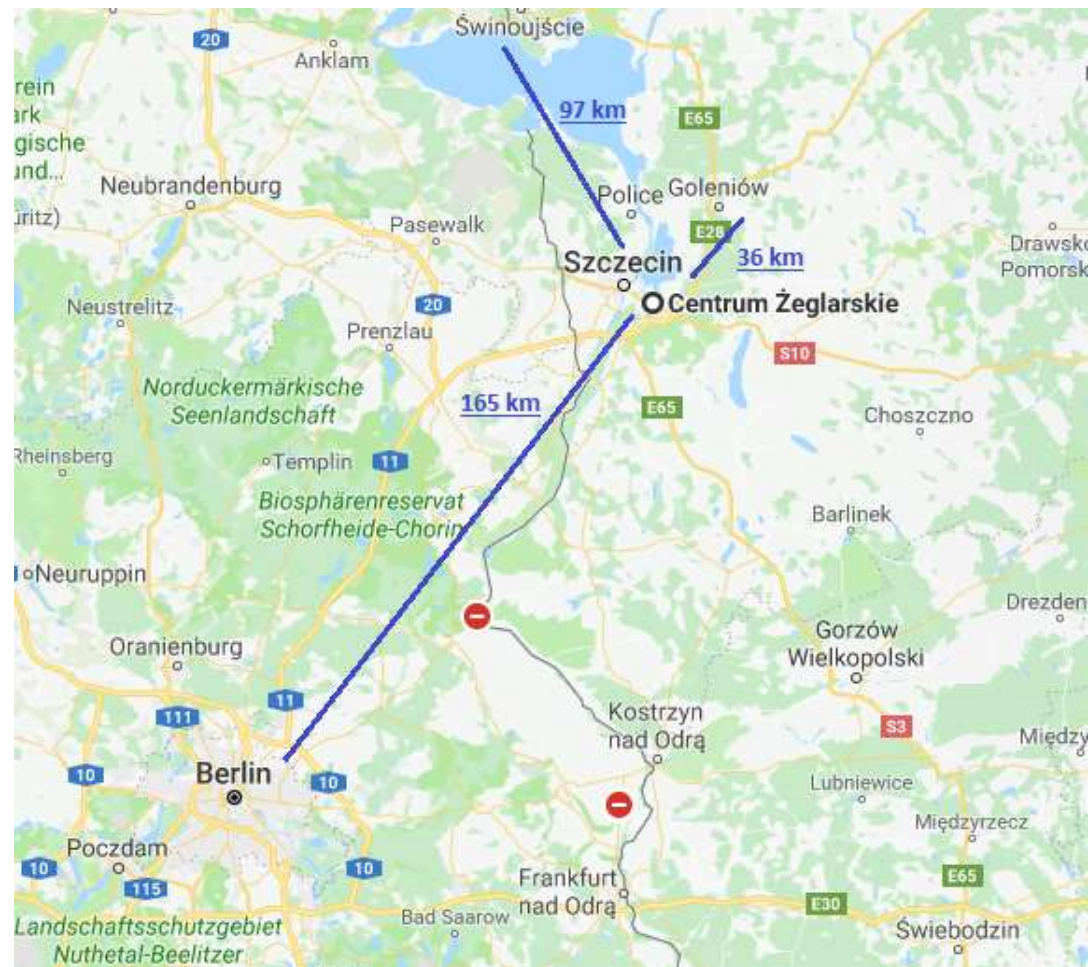 Świnoujście
20
Anklam
rein
ark
gische
und...
97 km
E65
Neubrandenburg
Police
Goleniów
üritz)
Pasewalk
E28
Drawsko
Pomorsk
Szczecin
36 km
Neustrelitz
20
Centrum Żeglarskie
Prenzlau
S10
Norduckermärkische
Seenlandschaft
165 km
E65
Choszczno
Rheinsberg
Templin
11
Biosphärenreservat
Schorfheide-Chorin
Barlinek
Neuruppin
Drezden
Oranienburg
Gorzów
Wielkopolski
11
111
Kostrzyn
nad Odrą
S3
Między
10
Berlin
10
Lubniewice
Międzyrzecz
Poczdam
10
115
10
Frankfurt
nad Odrą
E65
E30
Bad Saarow
Landschaftsschutzgebiet
Nuthetal-Beelitzer
Świebodzin